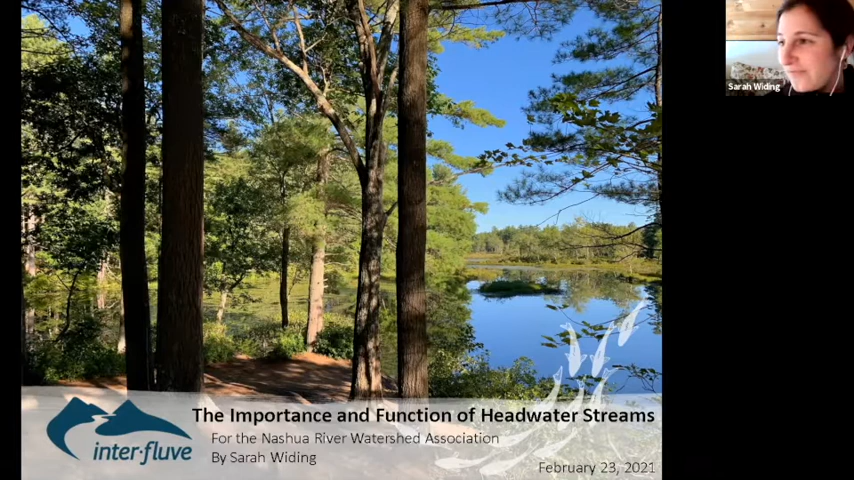 Sarah Widing
The Importance and Function of Headwater Streams
inter·fluve
For the Nashua River Watershed Association
By Sarah Widing
February 23, 2021